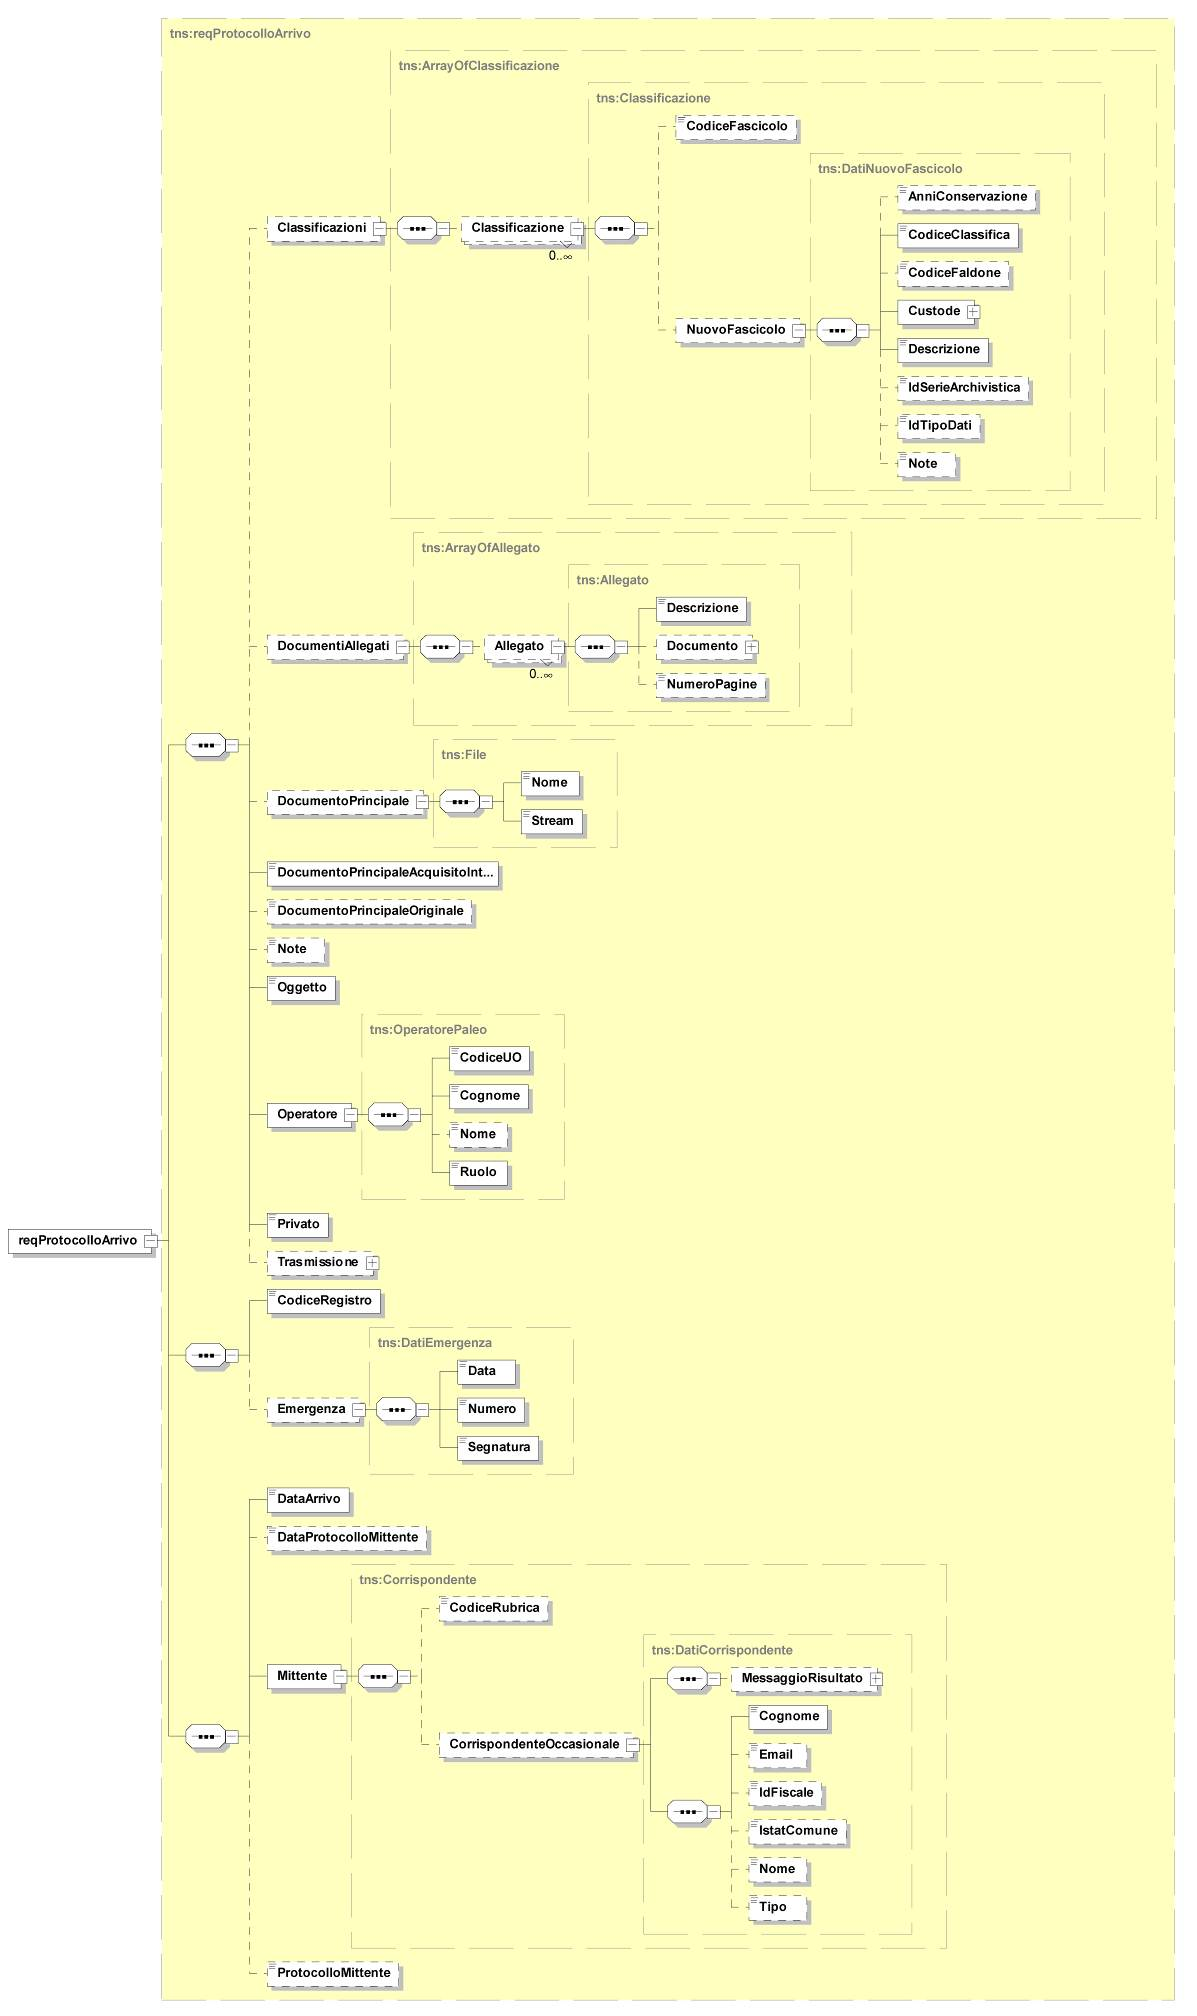 tns:reqProtocolloArrivo
tns:ArrayOfClassificazione
tns:Classificazione
CodiceFascicolo
tns:DatiNuovoFascicolo
AnniConservazione
Classificazioni
Classificazione
0..∞
CodiceClassifica
CodiceFaldone
Custode
NuovoFascicolo
Descrizione
IdSerieArchivistica
IdTipoDati
Note
tns:ArrayOfAllegato
tns:Allegato
Descrizione
DocumentiAllegati
Allegato
0..∞
Documento
NumeroPagine
tns:File
Nome
DocumentoPrincipale
Stream
DocumentoPrincipaleAcquisitoInt...
DocumentoPrincipaleOriginale
Note
Oggetto
tns:OperatorePaleo
CodiceUO
Cognome
Operatore
Nome
Ruolo
Privato
reqProtocolloArrivo
Trasmissione
CodiceRegistro
tns:DatiEmergenza
Data
Emergenza
Numero
Segnatura
DataArrivo
DataProtocolloMittente
tns:Corrispondente
CodiceRubrica
tns:DatiCorrispondente
Mittente
MessaggioRisultato
Cognome
CorrispondenteOccasionale
Email
IdFiscale
IstatComune
Nome
Tipo
ProtocolloMittente